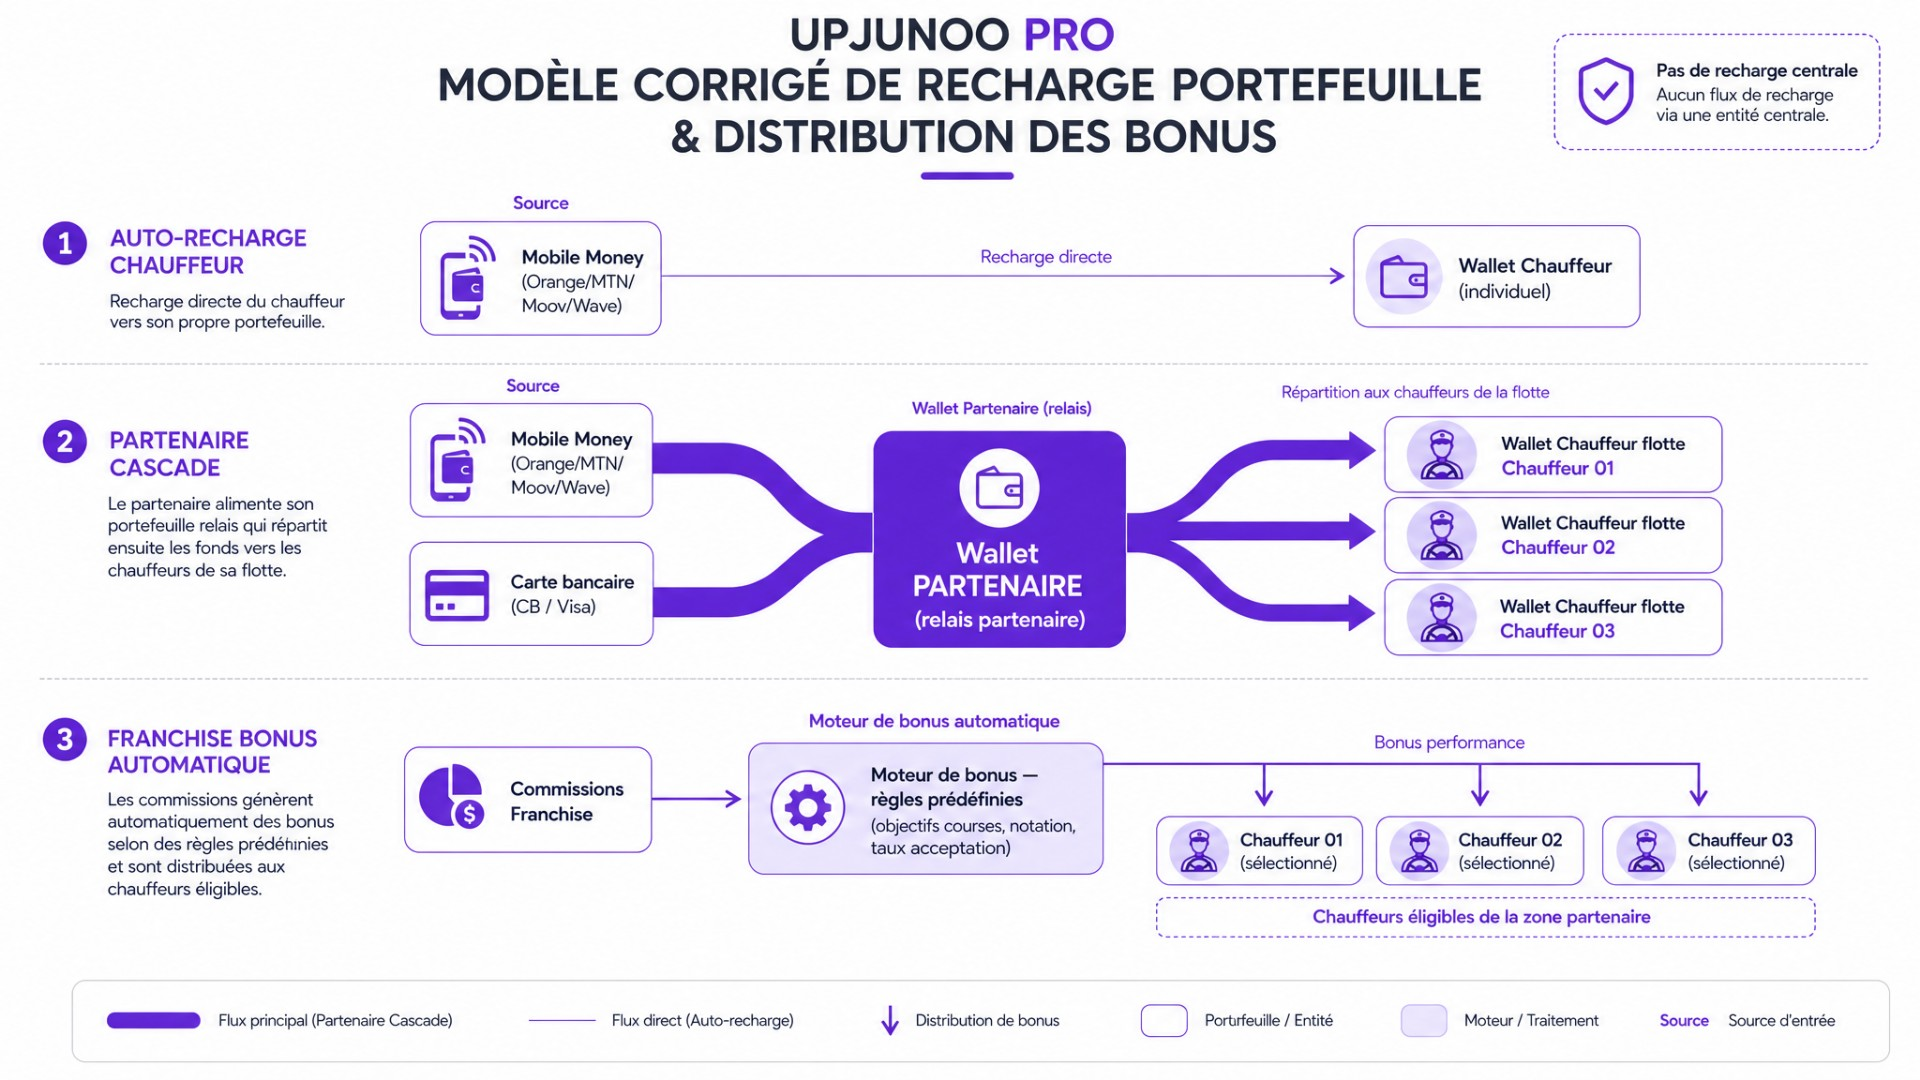 UPJUNOO PRO
MODÈLE CORRIGÉ DE RECHARGE PORTEFEUILLE
& DISTRIBUTION DES BONUS
Pas de recharge centrale
Aucun flux de recharge
via une entité centrale.
1
AUTO-RECHARGE
CHAUFFEUR
Recharge directe du chauffeur
vers son propre portefeuille.
Source
Mobile Money
(Orange/MTN/
Moov/Wave)
Recharge directe
Wallet Chauffeur
(individuel)
2
PARTENAIRE
CASCADE
Le partenaire alimente son
portefeuille relais qui répartit
ensuite les fonds vers les
chauffeurs de sa flotte.
Source
Mobile Money
(Orange/MTN/
Moov/Wave)
Carte bancaire
(CB / Visa)
Wallet Partenaire (relais)
Wallet
PARTENAIRE
(relais partenaire)
Répartition aux chauffeurs de la flotte
Wallet Chauffeur flotte
Chauffeur 01
Wallet Chauffeur flotte
Chauffeur 02
Wallet Chauffeur flotte
Chauffeur 03
3
FRANCHISE BONUS
AUTOMATIQUE
Les commissions génèrent
automatiquement des bonus
selon des règles
et sont distribuées aux
chauffeurs éligibles.
$
Commissions
Franchise
Moteur de bonus automatique
Moteur de bonus —
règles prédéfinies
(objectifs courses, notation,
taux acceptation)
Bonus performance
Chauffeur 01
(sélectionné)
Chauffeur 02
(sélectionné)
Chauffeur 03
(sélectionné)
Chauffeurs éligibles de la zone partenaire
Flux principal (Partenaire Cascade)
Flux direct (Auto-recharge)
Distribution de bonus
/ Entité
Moteur / Traitement
Source
Source d'entrée